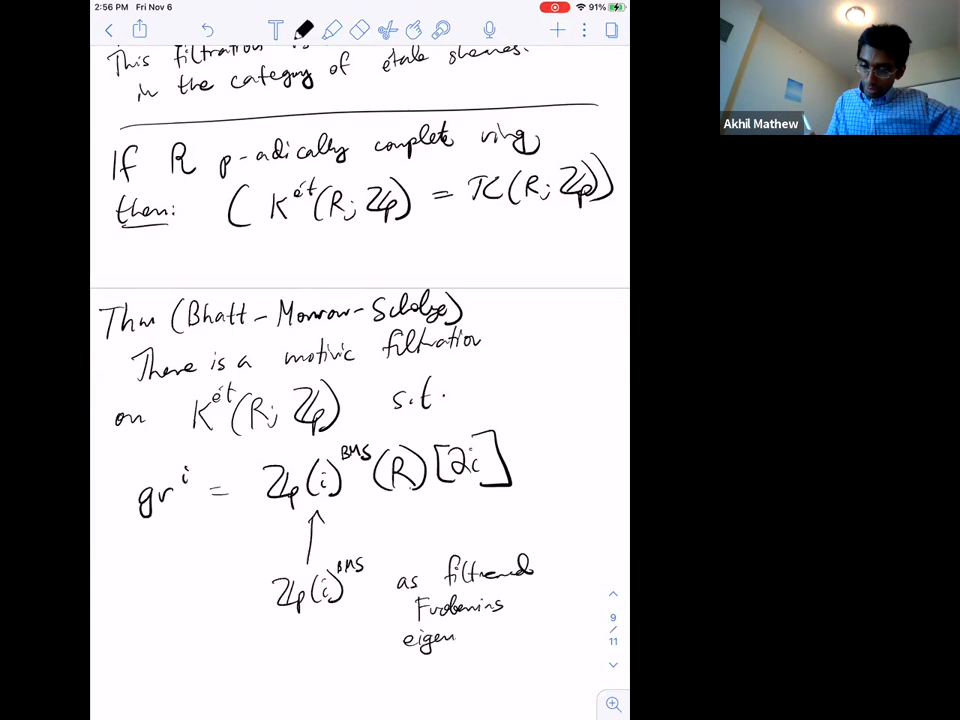 2:56 PM Fri Nov 6
91%
This filtration
in the category of étale sheaves.
If R p-adically complete ring
then: ( K^ét(R; Zp) = TC(R; Zp))
Thm (Bhatt-Morrow-Scholze)
There is a motivic filtration
on K^ét(R; Zp) s.t.
gr^i = Zp(i)^BMS (R)[2i]
Zp(i)^BMS as filtered
Frobenius
eigen
9
/
11
Akhil Mathew